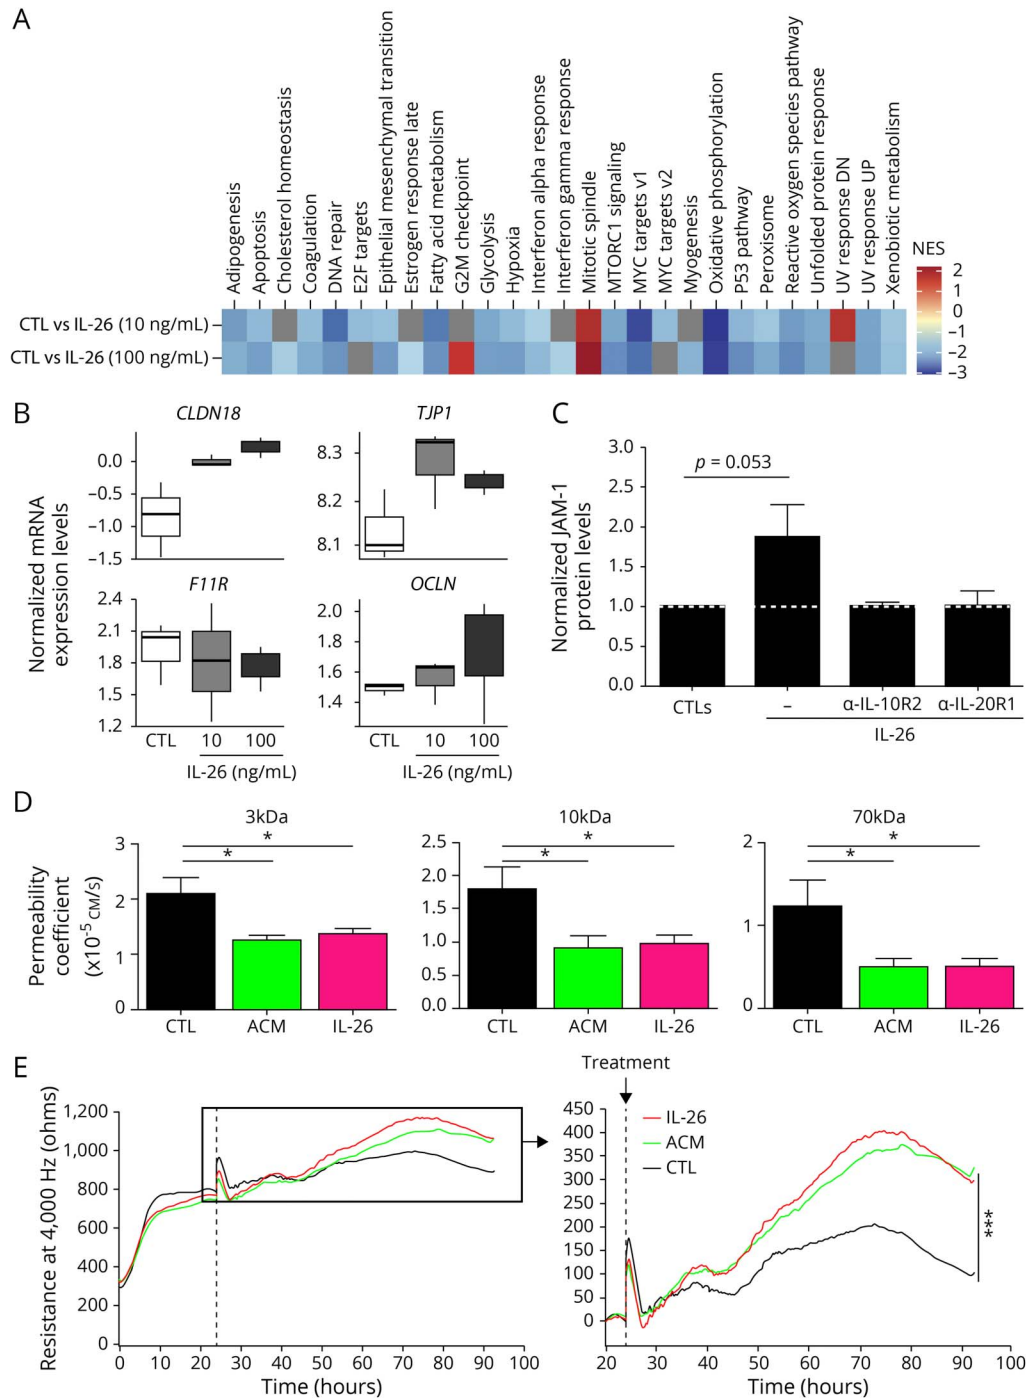 A
Adipogenesis
Apoptosis
Cholesterol homeostasis
Coagulation
DNA repair
E2F targets
Epithelial mesenchymal transition
Estrogen response late
Fatty acid metabolism
G2M checkpoint
Glycolysis
Hypoxia
Interferon alpha response
Interferon gamma response
Mitotic spindle
MTORC1 signaling
MYC targets v1
MYC targets v2
Myogenesis
Oxidative phosphorylation
P53 pathway
Peroxisome
Reactive oxygen species pathway
Unfolded protein response
UV response DN
UV response UP
Xenobiotic metabolism
NES
2
1
0
−1
−2
−3
CTL vs IL-26 (10 ng/mL)
CTL vs IL-26 (100 ng/mL)
B
Normalized mRNA
expression levels
CLDN18
0.0
−0.5
−1.0
−1.5
TJP1
8.3
8.2
8.1
F11R
2.4
2.1
1.8
1.5
1.2
CTL
10
100
IL-26 (ng/mL)
OCLN
2.0
1.8
1.6
1.4
CTL
10
100
IL-26 (ng/mL)
C
Normalized JAM-1
protein levels
3.0
2.5
2.0
1.5
1.0
0.5
0.0
p = 0.053
CTLs
–
α-IL-10R2
α-IL-20R1
IL-26
D
Permeability
coefficient
(x10-5 CM/s)
3kDa
3
2
1
0
*
*
CTL
ACM
IL-26
10kDa
2.5
2.0
1.5
1.0
0.5
0.0
*
*
CTL
ACM
IL-26
70kDa
2
1
0
*
*
CTL
ACM
IL-26
E
Resistance at 4,000 Hz (ohms)
1,200
1,000
800
600
400
200
0
0 10 20 30 40 50 60 70 80 90 100
Time (hours)
Treatment
450
400
350
300
250
200
150
100
50
0
IL-26
ACM
CTL
***
20 30 40 50 60 70 80 90 100
Time (hours)